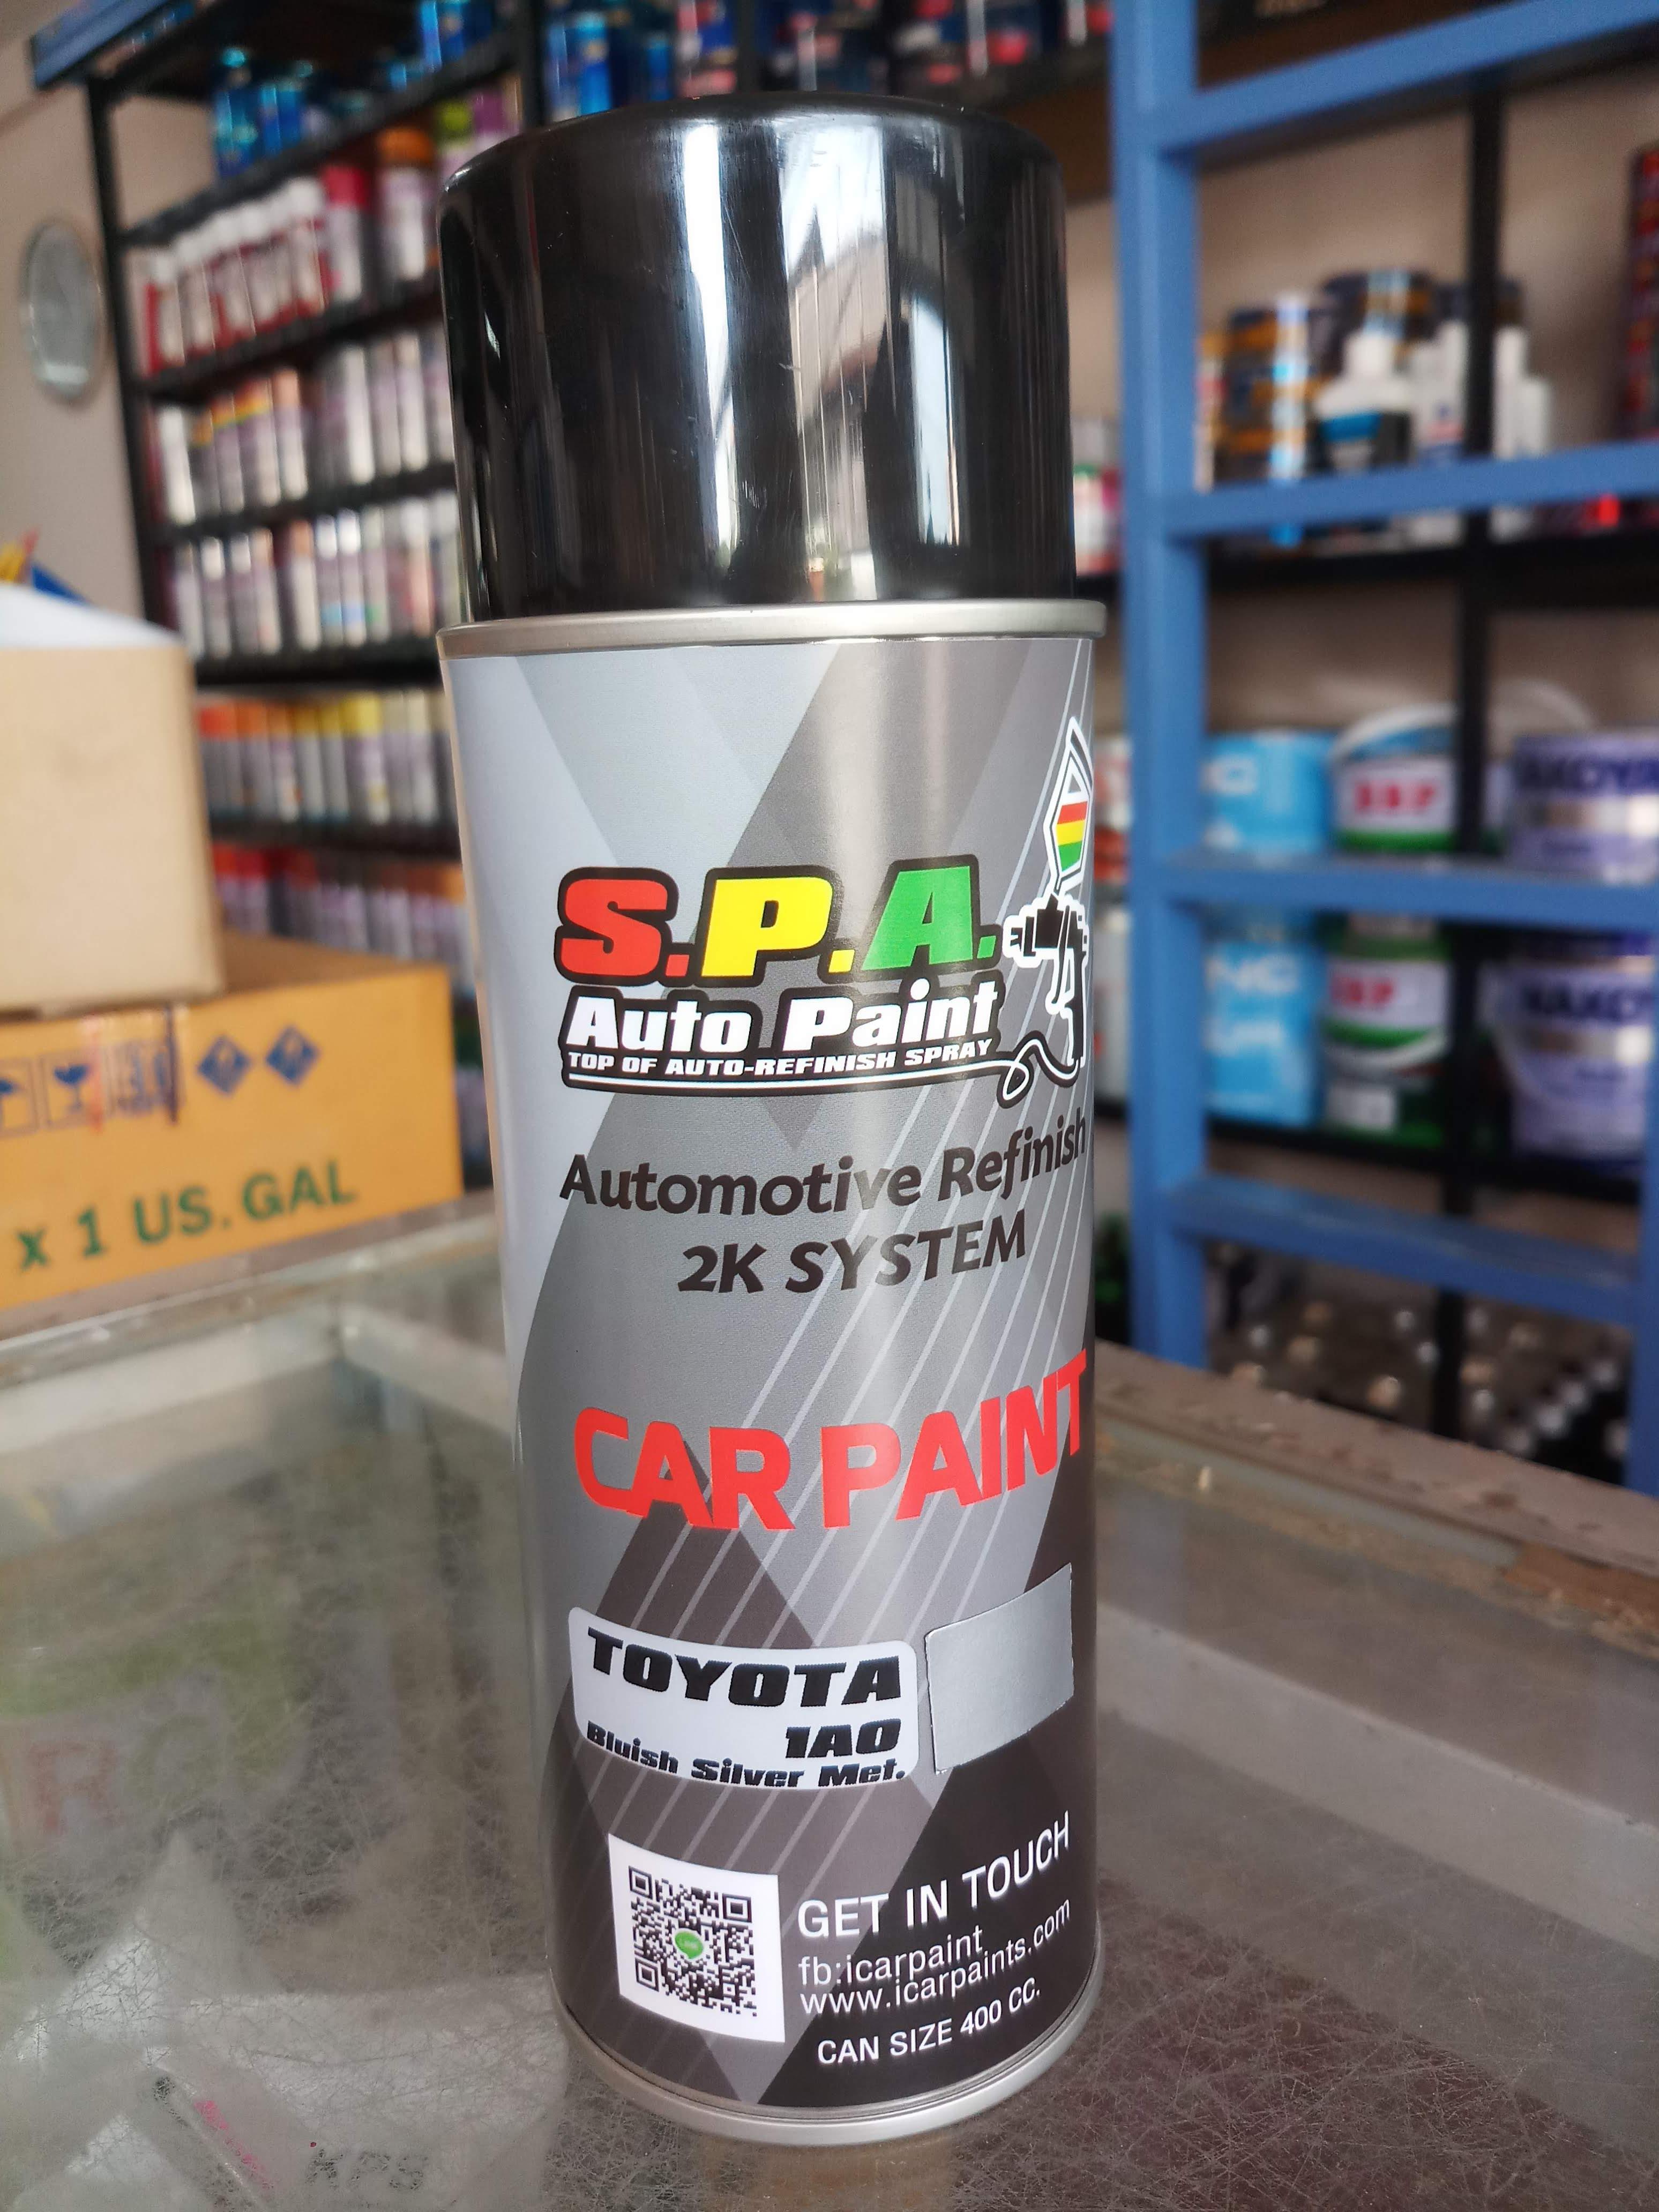 S.P.A.
Auto Paint
TOP OF AUTO-REFINISH SPRAY
Automotive Refinish
2K SYSTEM
CAR PAINT
TOYOTA
1A0
Bluish Silver Met.
GET IN TOUCH
fb:icarpaint
www.icarpaints.com
CAN SIZE 400 CC.
x 1 US. GAL